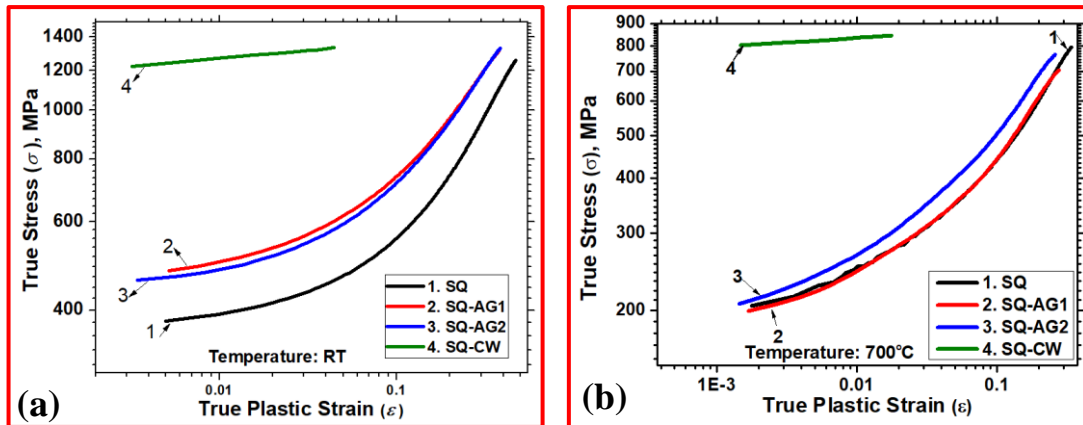 1400
1200
1000
800
600
400
True Stress (σ), MPa
4
2
3
1
1. SQ
2. SQ-AG1
3. SQ-AG2
4. SQ-CW
Temperature: RT
0.01 0.1
(a) True Plastic Strain (ε)
900
800
700
600
500
400
300
200
True Stress (σ), MPa
1
4
3
2
1. SQ
2. SQ-AG1
3. SQ-AG2
4. SQ-CW
Temperature: 700°C
1E-3 0.01 0.1
(b) True Plastic Strain (ε)